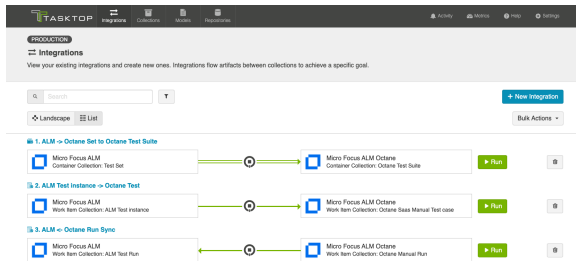 TASKTOP
Integrations
Collections
Models
Repositories
Activity
Metrics
Help
Settings
PRODUCTION
Integrations
View your existing integrations and create new ones. Integrations flow artifacts between collections to achieve a specific goal.
Search
+ New Integration
Landscape
List
Bulk Actions
1. ALM -> Octane Set to Octane Test Suite
Micro Focus ALM
Container Collection: Test Set
Micro Focus ALM Octane
Container Collection: Octane Test Suite
Run
2. ALM Test instance -> Octane Test
Micro Focus ALM
Work Item Collection: ALM Test instance
Micro Focus ALM Octane
Work Item Collection: Octane Saas Manual Test case
Run
3. ALM <- Octane Run Sync
Micro Focus ALM
Work Item Collection: ALM Test Run
Micro Focus ALM Octane
Work Item Collection: Octane Manual Run
Run